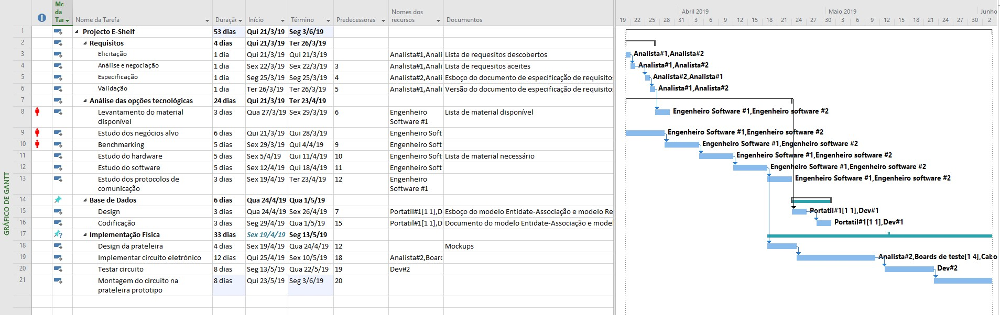 Mc
da
Tar
Nome da Tarefa
Duração
Início
Término
Predecessoras
Nomes dos
recursos
Documentos
Abril 2019
Maio 2019
Junho
19 22 25 28 31 3 6 9 12 15 18 21 24 27 30 3 6 9 12 15 18 21 24 27 30 2
GRÁFICO DE GANTT
1 Projecto E-Shelf 53 dias Qui 21/3/19 Seg 3/6/19
2 Requisitos 4 dias Qui 21/3/19 Ter 26/3/19
3 Elicitação 1 dia Qui 21/3/19 Qui 21/3/19 Analista#1,Anali Lista de requesitos descobertos Analista#1,Analista#2
4 Análise e negociação 1 dia Sex 22/3/19 Sex 22/3/19 3 Analista#1,Anali Lista de requesitos aceites Analista#1,Analista#2
5 Especificação 1 dia Seg 25/3/19 Seg 25/3/19 4 Analista#2,Anali Esboço do documento de especificação de requisitos Analista#2,Analista#1
6 Validação 1 dia Ter 26/3/19 Ter 26/3/19 5 Analista#1,Anali Versão do documento de especificação de requisitos Analista#1,Analista#2
7 Análise das opções tecnológicas 24 dias Qui 21/3/19 Ter 23/4/19
8 Levantamento do material 3 dias Qua 27/3/19 Sex 29/3/19 6 Engenheiro Lista de material disponível Engenheiro Software #1,Engenheiro software #2
disponível Software #1
9 Estudo dos negócios alvo 6 dias Qui 21/3/19 Qui 28/3/19 Engenheiro Soft Engenheiro Software #1,Engenheiro software #2
10 Benchmarking 5 dias Sex 29/3/19 Qui 4/4/19 9 Engenheiro Soft Engenheiro Software #1,Engenheiro software #2
11 Estudo do hardware 5 dias Sex 5/4/19 Qui 11/4/19 10 Engenheiro Soft Lista de material necessário Engenheiro Software #1,Engenheiro software #2
12 Estudo do software 5 dias Sex 12/4/19 Qui 18/4/19 11 Engenheiro Soft Engenheiro Software #1,Engenheiro software #2
13 Estudo dos protocolos de 3 dias Sex 19/4/19 Ter 23/4/19 12 Engenheiro Engenheiro Software #1,Engenheiro software #2
comunicação Software #1
14 Base de Dados 6 dias Qua 24/4/19 Qua 1/5/19
15 Design 3 dias Qua 24/4/19 Sex 26/4/19 7 Portatil#1[1 1],D Esboço do modelo Entidate-Associação e modelo Re Portatil#1[1 1],Dev#1
16 Codificação 3 dias Seg 29/4/19 Qua 1/5/19 15 Portatil#1[1 1],D Documento do modelo Entidate-Associação e model Portatil#1[1 1],Dev#1
17 Implementação Física 33 dias Sex 19/4/19 Seg 13/5/19
18 Design da prateleira 4 dias Sex 19/4/19 Qua 24/4/19 12 Mockups
19 Implementar circuito eletrónico 12 dias Qui 25/4/19 Sex 10/5/19 18 Analista#2,Board Analista#2,Boards de teste[1 4],Cabo
20 Testar circuito 8 dias Seg 13/5/19 Qua 22/5/19 19 Dev#2 Dev#2
21 Montagem do circuito na 8 dias Qui 23/5/19 Seg 3/6/19 20
prateleira prototipo